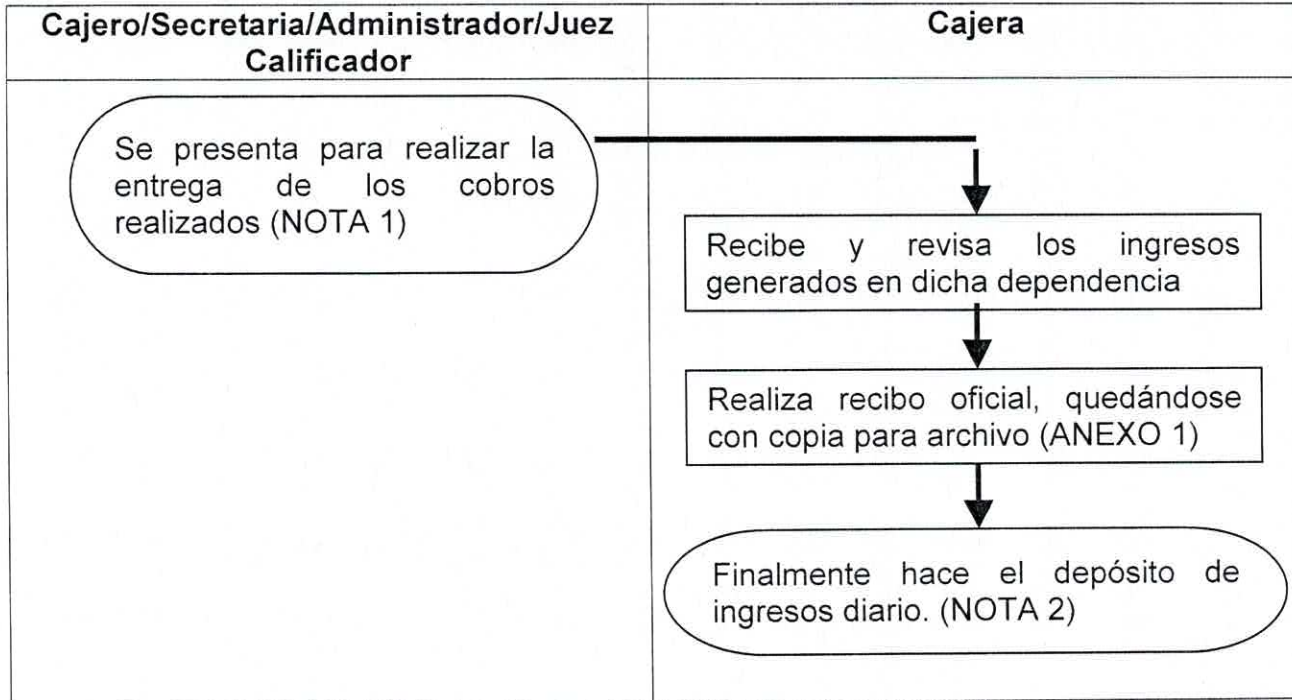 Cajero/Secretaria/Administrador/Juez
Calificador
Cajera
Se presenta para realizar la
entrega de los cobros
realizados (NOTA 1)
Recibe y revisa los ingresos
generados en dicha dependencia
Realiza recibo oficial, quedándose
con copia para archivo (ANEXO 1)
Finalmente hace el depósito de
ingresos diario. (NOTA 2)